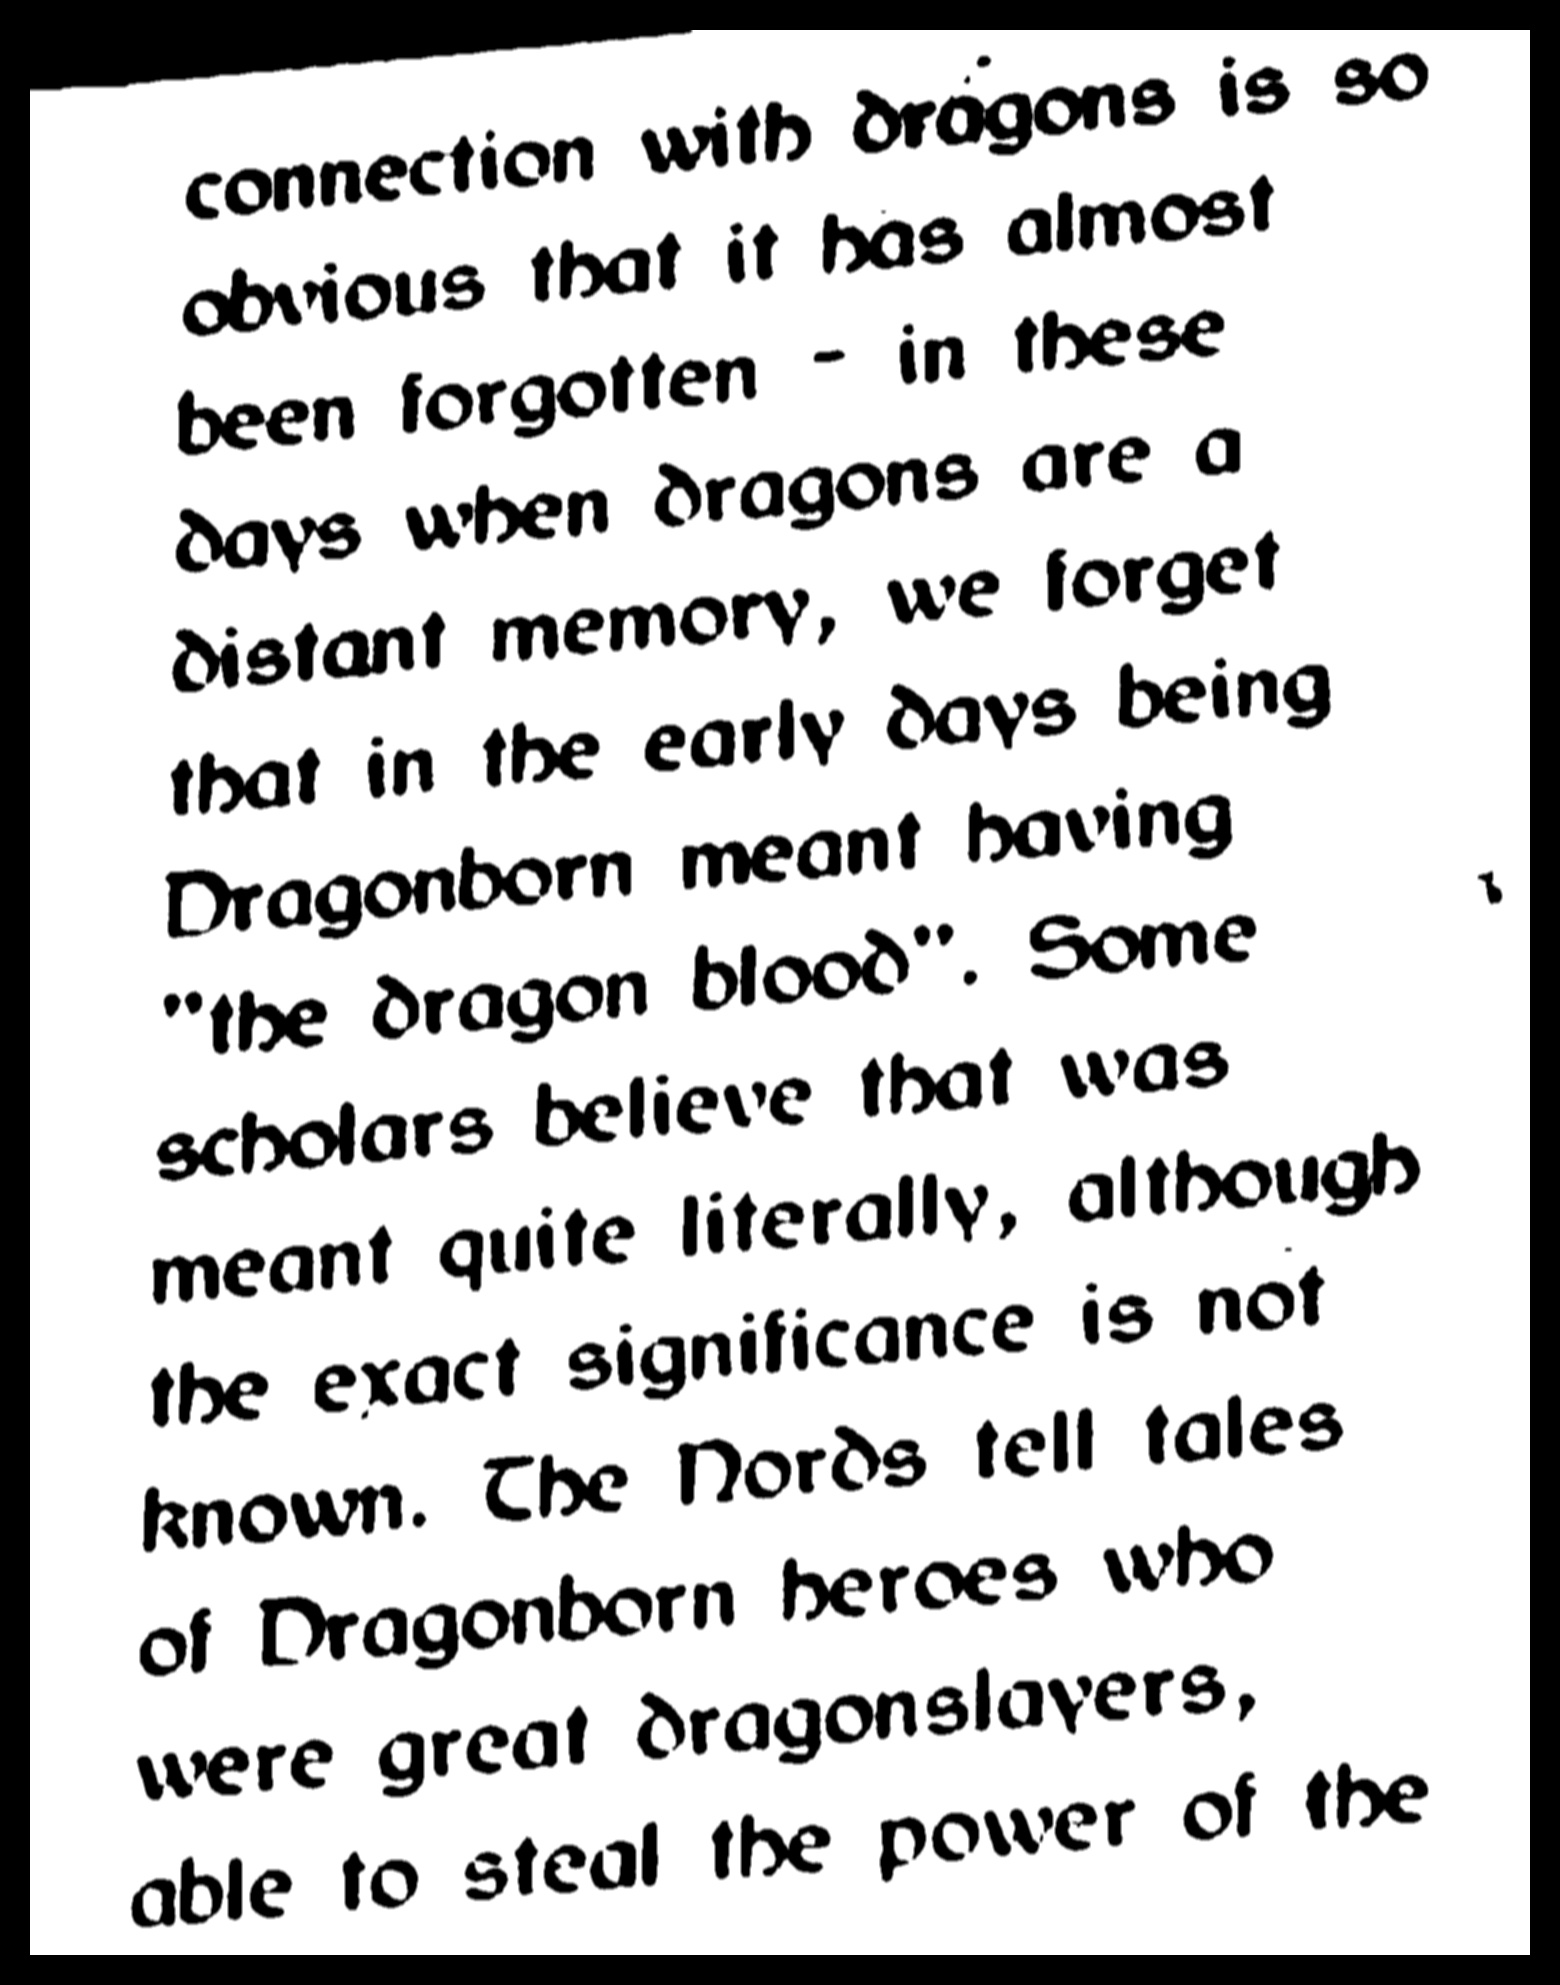 connection with dragons is so
obvious that it has almost
been forgotten - in these
days when dragons are a
distant memory, we forget
that in the early days being
Dragonborn meant having
"the dragon blood". Some
scholars believe that was
meant quite literally, although
the exact significance is not
known. The Nords tell tales
of Dragonborn heroes who
were great dragonslayers,
able to steal the power of the